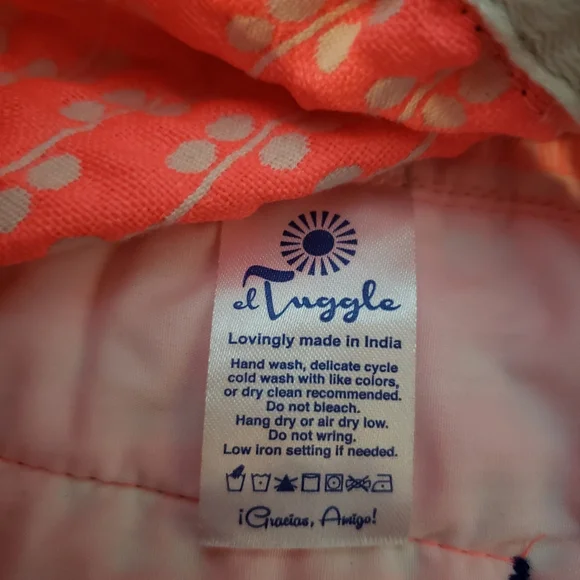 el Tuggle
Lovingly made in India
Hand wash, delicate cycle
cold wash with like colors,
or dry clean recommended.
Do not bleach.
Hang dry or air dry low.
Do not wring.
Low iron setting if needed.
¡Gracias, Amigo!